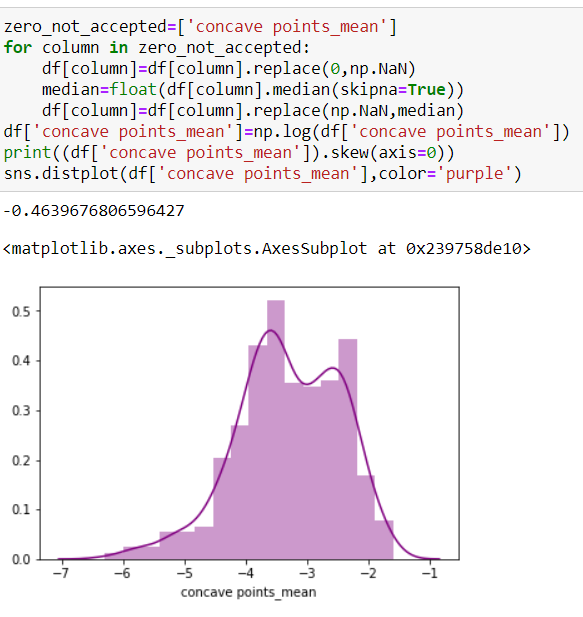 zero_not_accepted=['concave points_mean']
for column in zero_not_accepted:
    df[column]=df[column].replace(0,np.NaN)
    median=float(df[column].median(skipna=True))
    df[column]=df[column].replace(np.NaN,median)
df['concave points_mean']=np.log(df['concave points_mean'])
print((df['concave points_mean']).skew(axis=0))
sns.distplot(df['concave points_mean'],color='purple')
-0.4639676806596427
<matplotlib.axes._subplots.AxesSubplot at 0x239758de10>
0.5
0.4
0.3
0.2
0.1
0.0
−7 −6 −5 −4 −3 −2 −1
concave points_mean